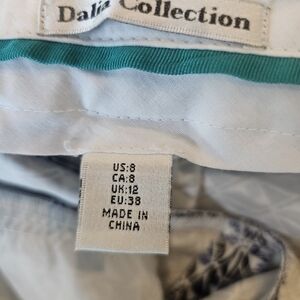 Dalia Collection
US:8
CA:8
UK:12
EU:38
MADE IN
CHINA